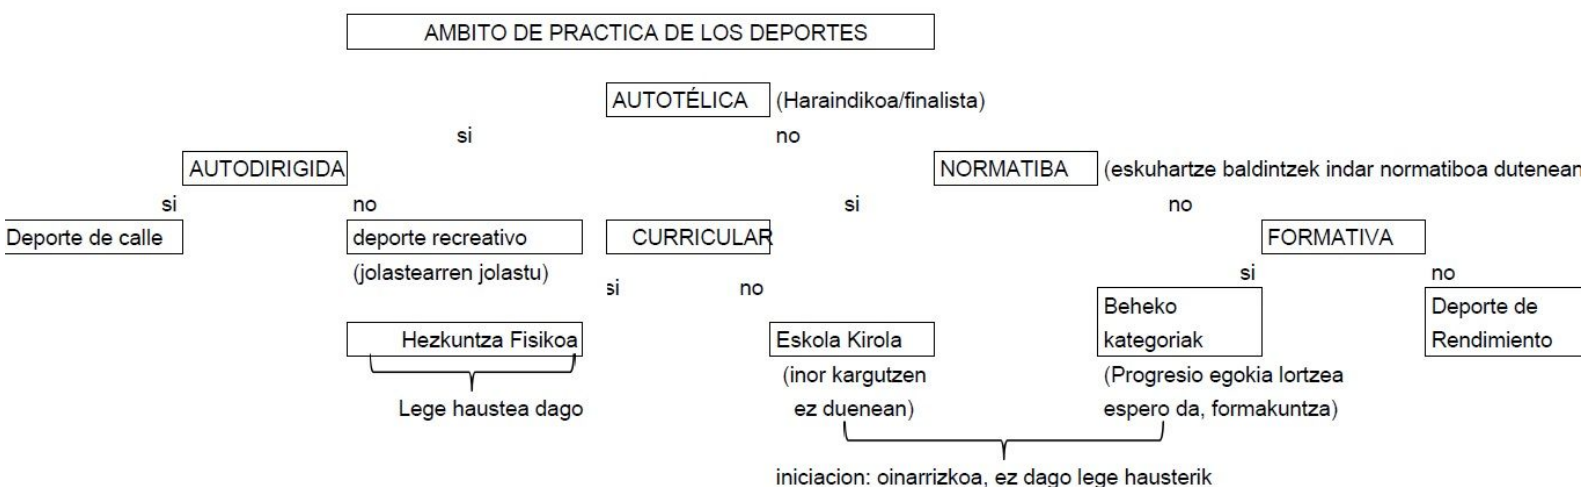 AMBITO DE PRACTICA DE LOS DEPORTES
AUTOTÉLICA (Haraindikoa/finalista)
si no
AUTODIRIGIDA NORMATIBA (eskuhartze baldintzek indar normatiboa dutenean
si no si no
Deporte de calle deporte recreativo CURRICULAR FORMATIVA
(jolastearren jolastu) si no
si no
Beheko Deporte de
Hezkuntza Fisikoa Eskola Kirola kategoriak Rendimiento
(inor kargutzen (Progresio egokia lortzea
Lege haustea dago ez duenean) espero da, formakuntza)
iniciacion: oinarrizkoa, ez dago lege hausterik